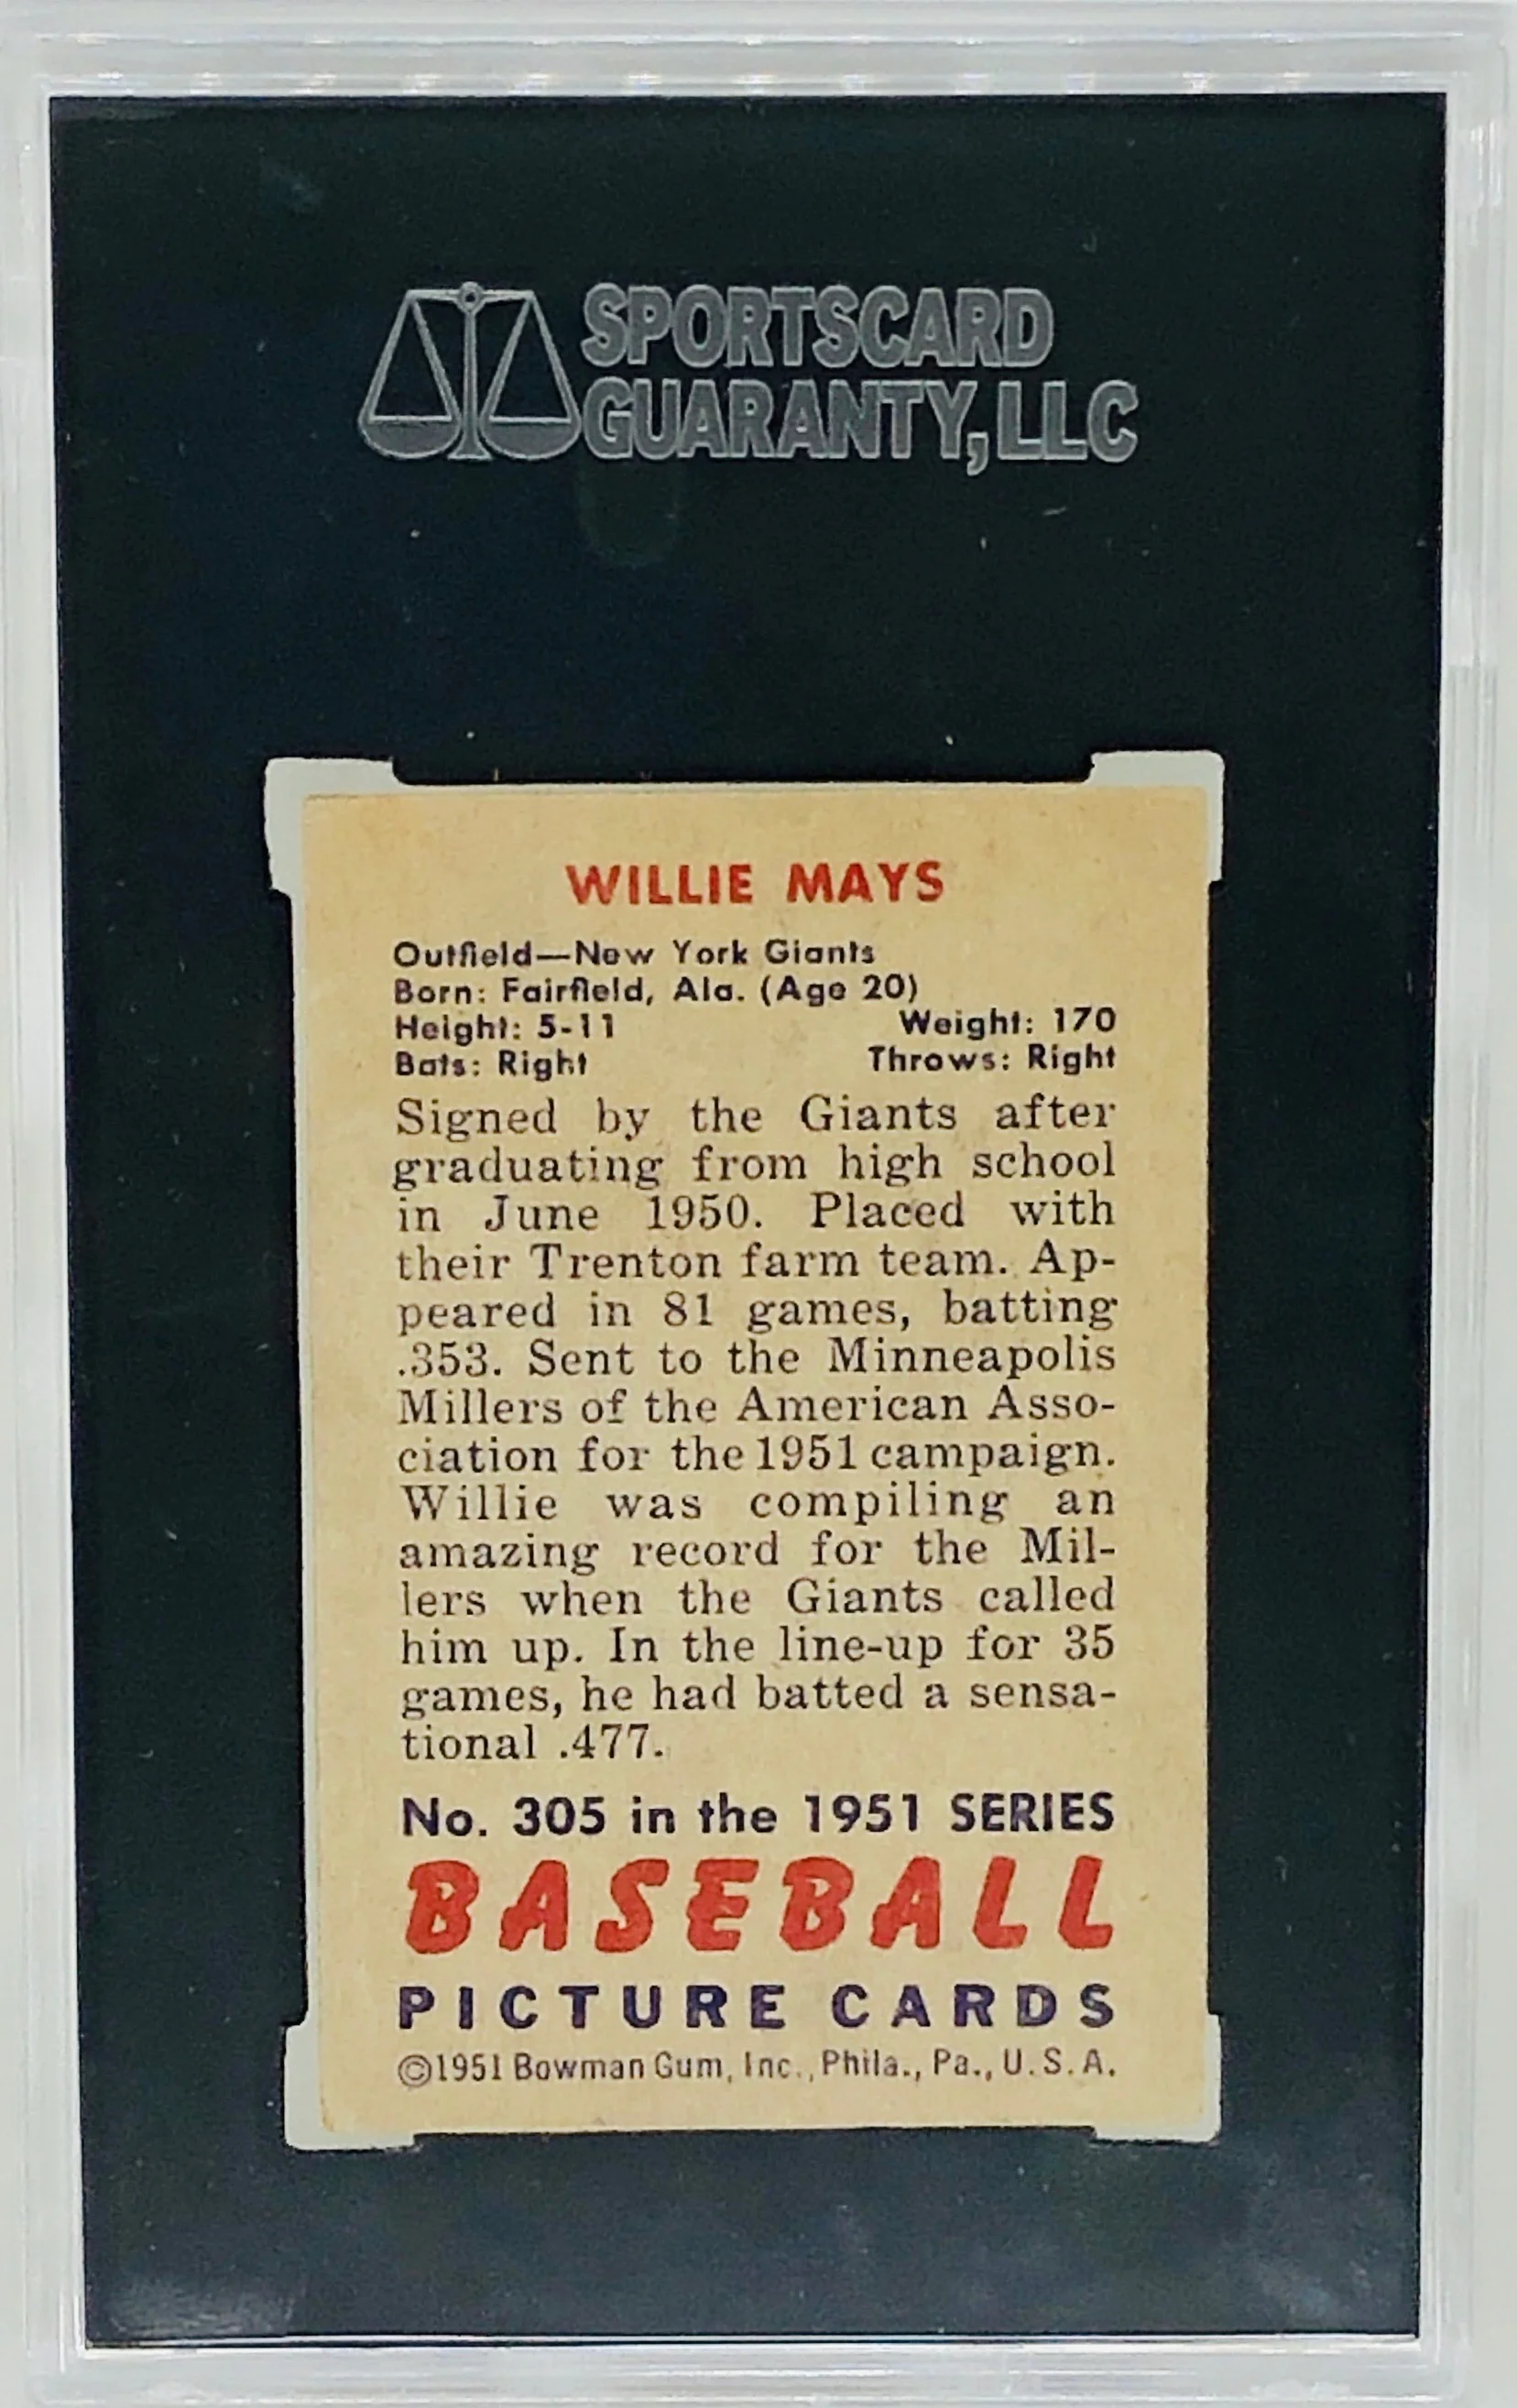 SPORTSCARD
GUARANTY, LLC
WILLIE MAYS
Outfield—New York Giants
Born: Fairfield, Ala. (Age 20)
Height: 5-11 Weight: 170
Bats: Right Throws: Right
Signed by the Giants after
graduating from high school
in June 1950. Placed with
their Trenton farm team. Ap-
peared in 81 games, batting
.353. Sent to the Minneapolis
Millers of the American Asso-
ciation for the 1951 campaign.
Willie was compiling an
amazing record for the Mil-
lers when the Giants called
him up. In the line-up for 35
games, he had batted a sensa-
tional .477.
No. 305 in the 1951 SERIES
BASEBALL
PICTURE CARDS
©1951 Bowman Gum, Inc., Phila., Pa., U.S.A.